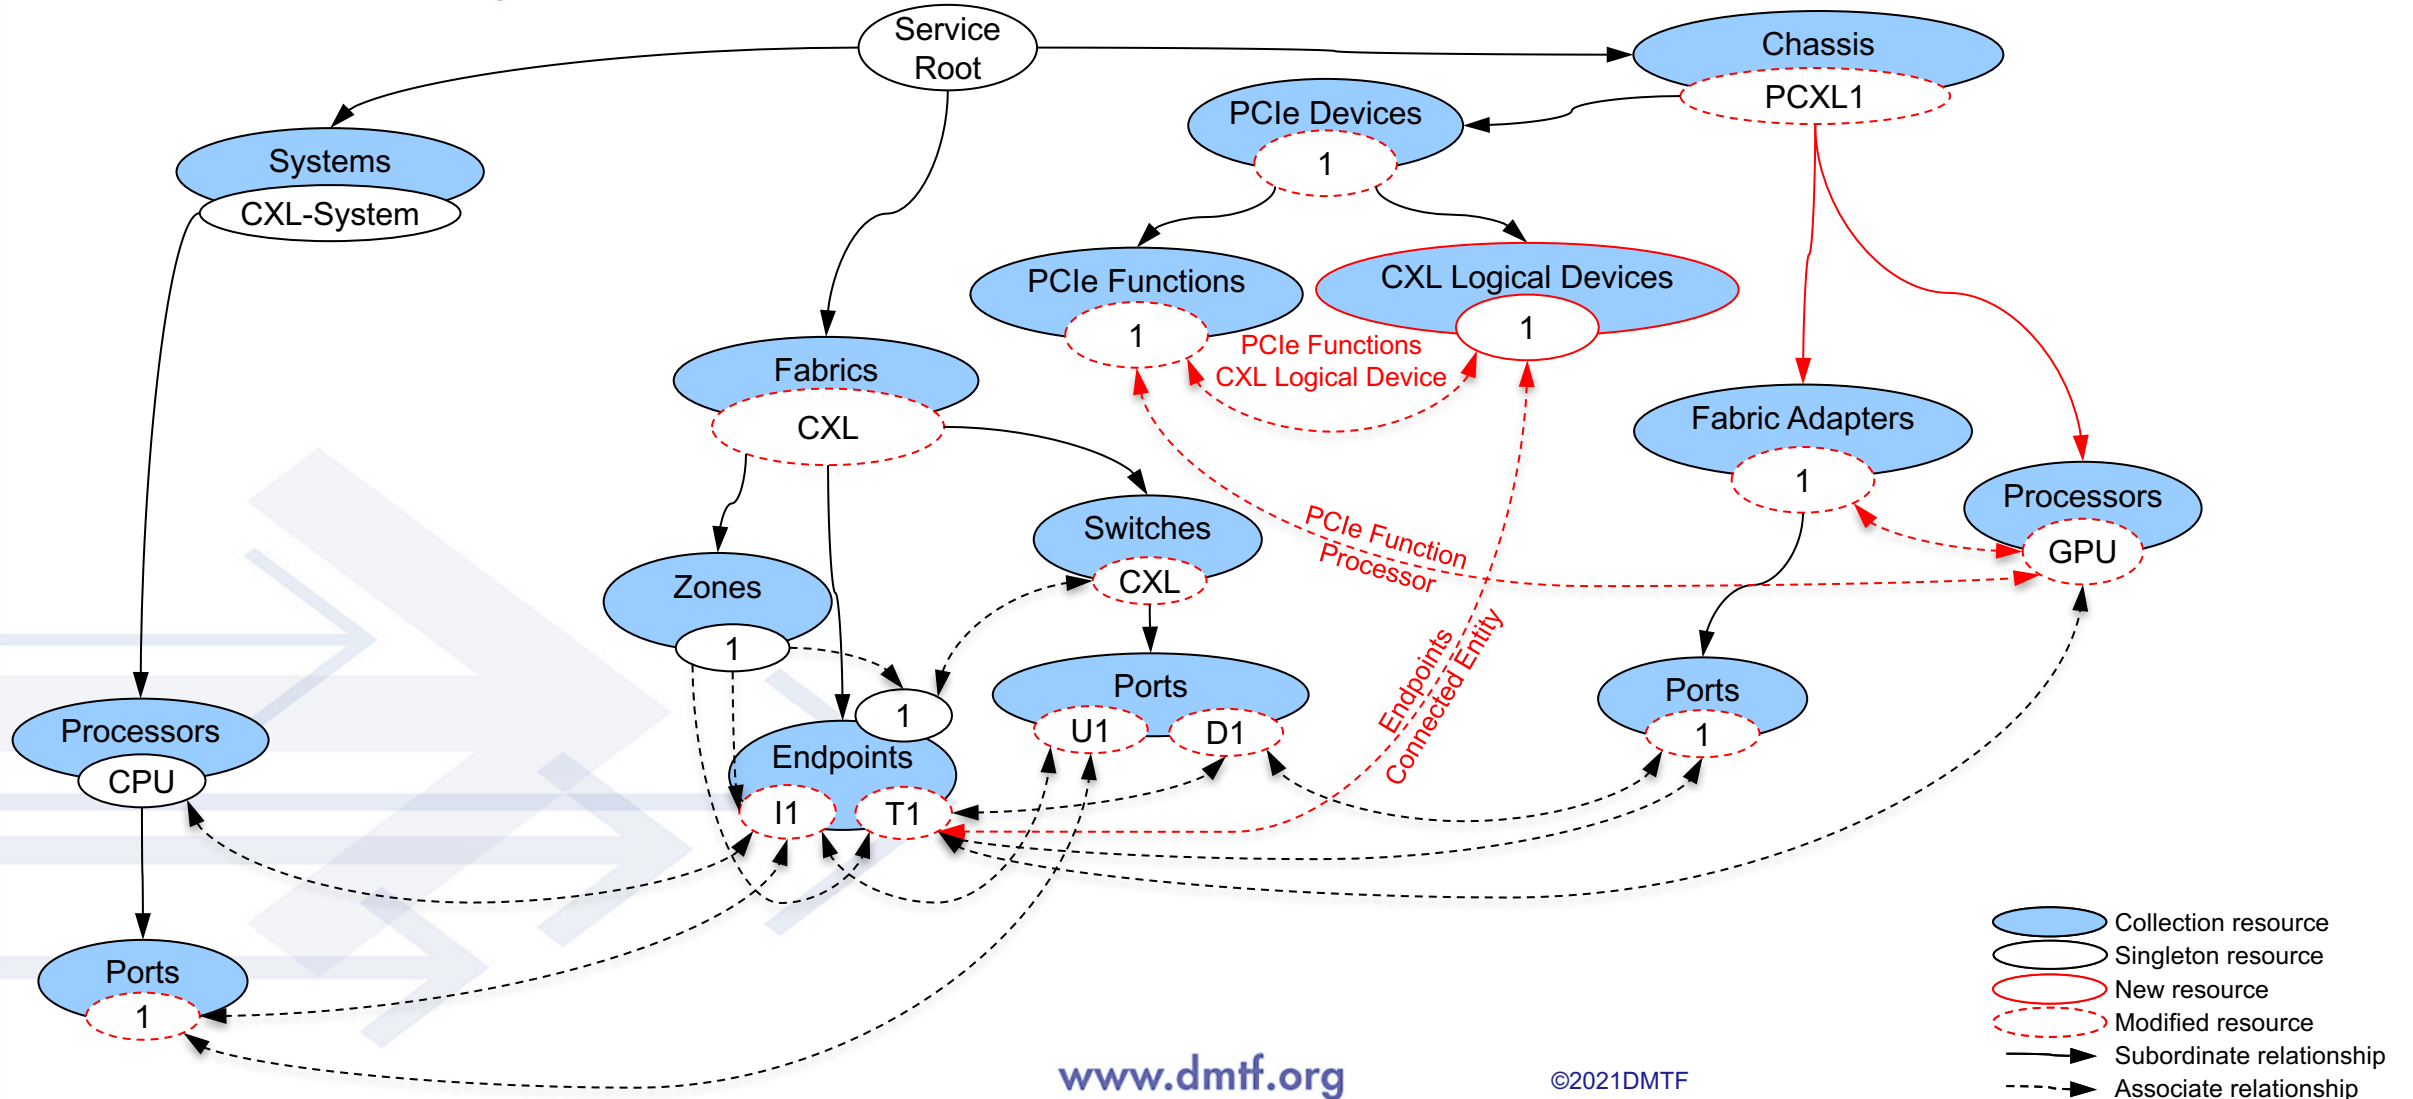 Service
Root
Chassis
PCXL1
PCIe Devices
1
Systems
CXL-System
PCIe Functions
1
CXL Logical Devices
1
PCIe Functions
CXL Logical Device
Fabrics
CXL
Fabric Adapters
1
Processors
GPU
Switches
CXL
PCIe Function
Processor
Zones
1
Endpoints
Connected Entity
Ports
U1
D1
Ports
1
1
Endpoints
I1
T1
Processors
CPU
Ports
1
Collection resource
Singleton resource
New resource
Modified resource
Subordinate relationship
Associate relationship
www.dmtf.org
©2021DMTF